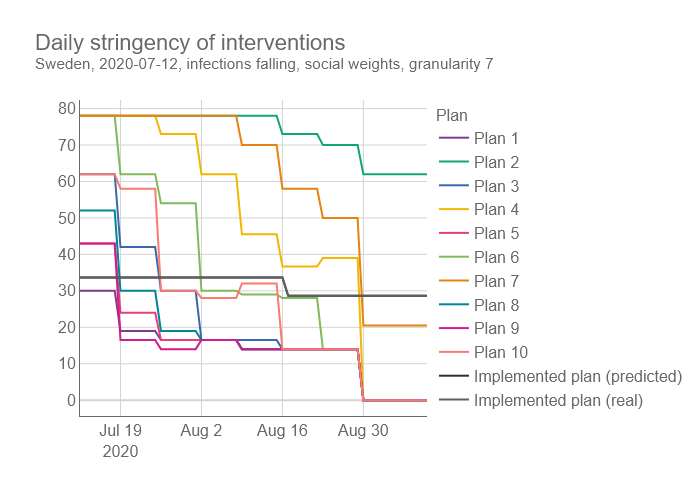 Daily stringency of interventions
Sweden, 2020-07-12, infections falling, social weights, granularity 7
80
70
60
50
40
30
20
10
0
Jul 19
2020
Aug 2
Aug 16
Aug 30
Plan
Plan 1
Plan 2
Plan 3
Plan 4
Plan 5
Plan 6
Plan 7
Plan 8
Plan 9
Plan 10
Implemented plan (predicted)
Implemented plan (real)